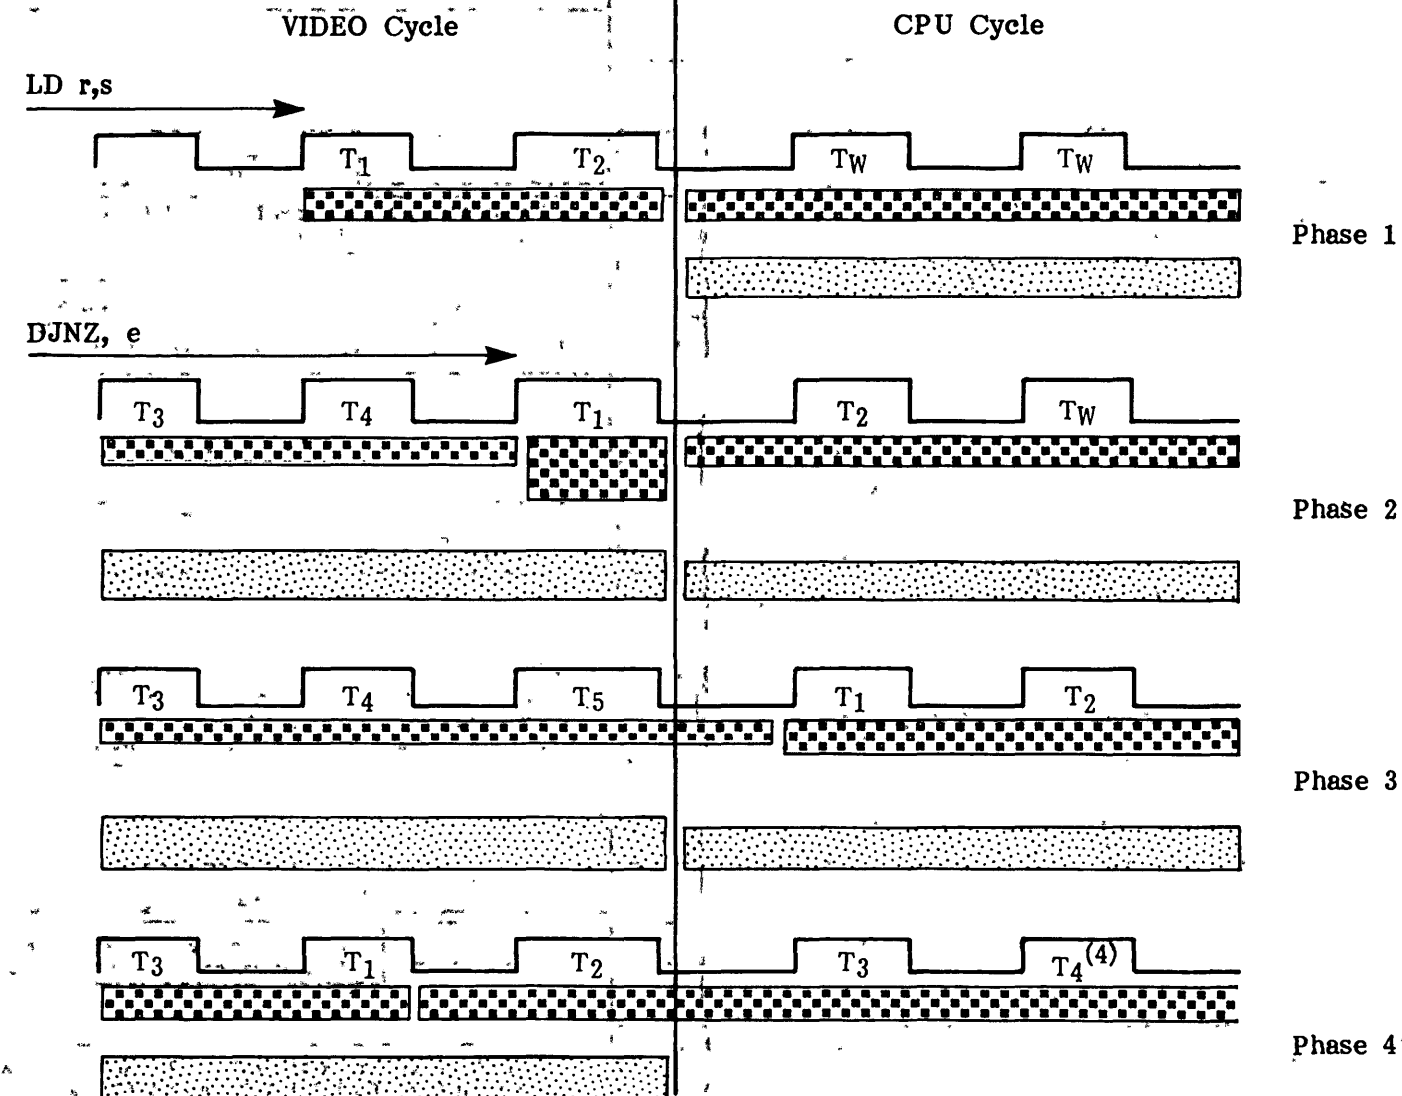 VIDEO Cycle CPU Cycle
LD r,s
T1 T2 TW TW
Phase 1
DJNZ, e
T3 T4 T1 T2 TW
Phase 2
T3 T4 T5 T1 T2
Phase 3
T3 T1 T2 T3 T4(4)
Phase 4